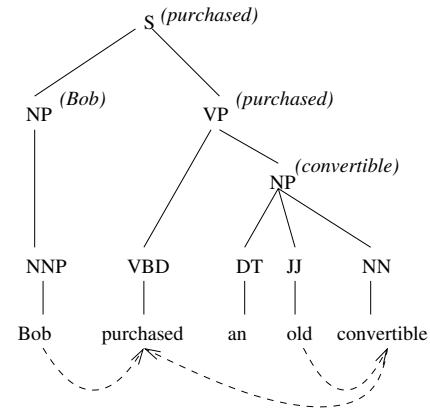 S (purchased)
NP (Bob) VP (purchased)
NP (convertible)
NNP VBD DT JJ NN
Bob purchased an old convertible